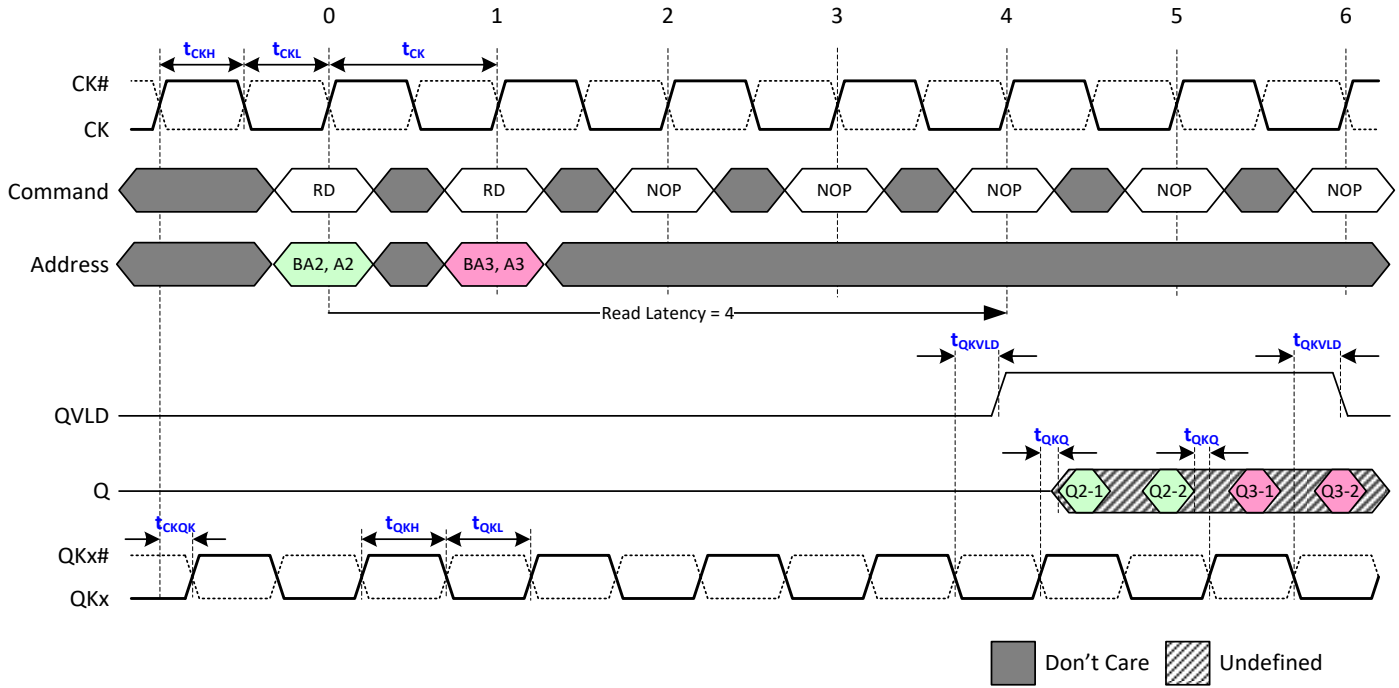 0 1 2 3 4 5 6
tCKH tCKL tCK
CK#
CK
Command RD RD NOP NOP NOP NOP NOP
Address BA2, A2 BA3, A3
Read Latency = 4
tQKVLD tQKVLD
QVLD
tQKQ tQKQ
Q Q2-1 Q2-2 Q3-1 Q3-2
tCKQK tQKH tQKL
QKx#
QKx
Don't Care Undefined